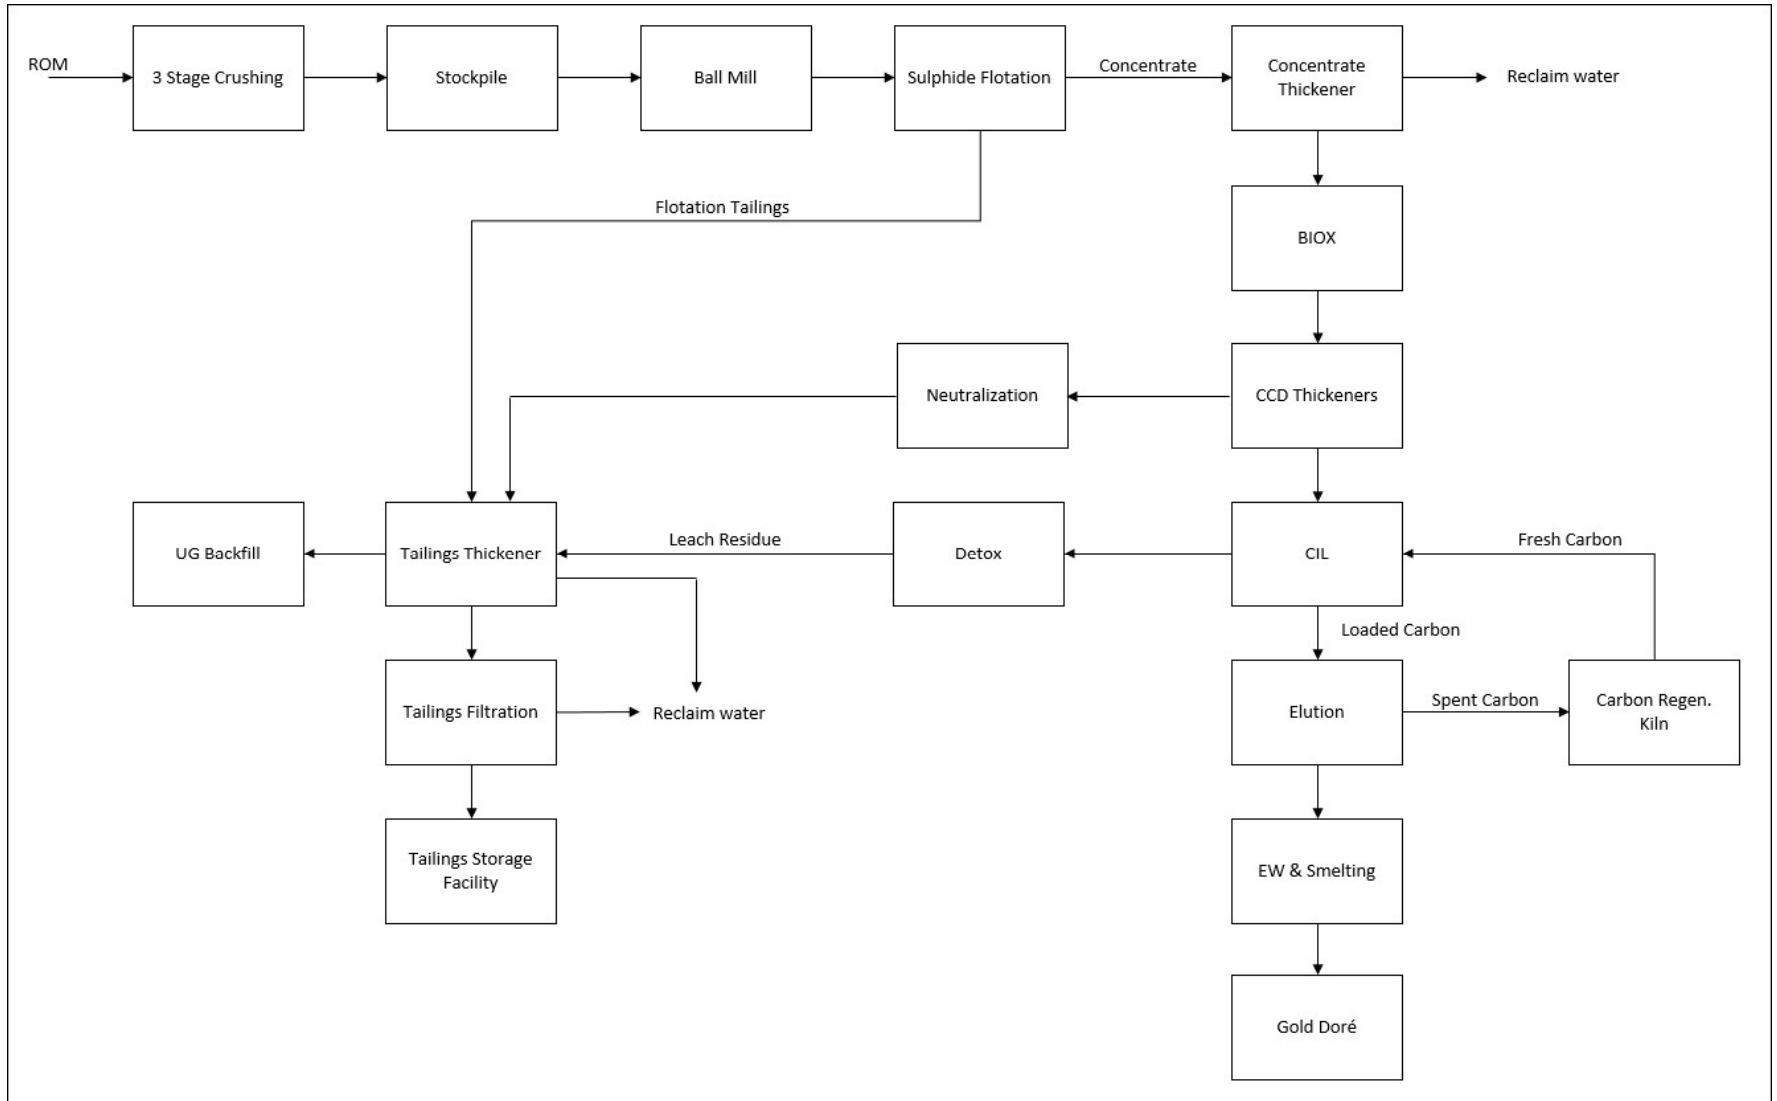 ROM
3 Stage Crushing
Stockpile
Ball Mill
Sulphide Flotation
Concentrate
Concentrate
Thickener
Reclaim water
Flotation Tailings
BIOX
Neutralization
CCD Thickeners
UG Backfill
Tailings Thickener
Leach Residue
Detox
CIL
Fresh Carbon
Loaded Carbon
Tailings Filtration
Reclaim water
Elution
Spent Carbon
Carbon Regen.
Kiln
Tailings Storage
Facility
EW & Smelting
Gold Doré